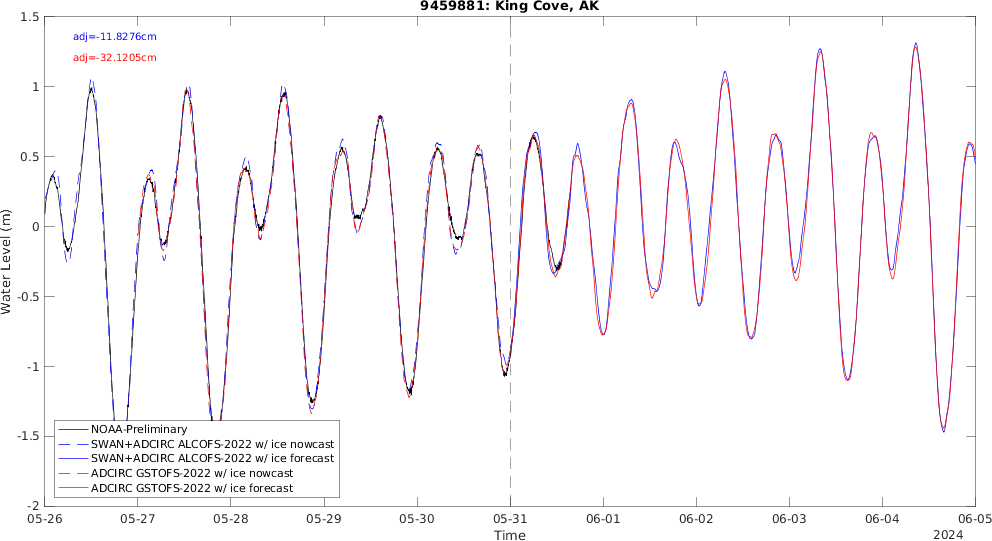 9459881: King Cove, AK
adj=-11.8276cm
adj=-32.1205cm
1.5
1
0.5
0
-0.5
-1
-1.5
-2
Water Level (m)
NOAA-Preliminary
SWAN+ADCIRC ALCOFS-2022 w/ ice nowcast
SWAN+ADCIRC ALCOFS-2022 w/ ice forecast
ADCIRC GSTOFS-2022 w/ ice nowcast
ADCIRC GSTOFS-2022 w/ ice forecast
05-26 05-27 05-28 05-29 05-30 05-31 06-01 06-02 06-03 06-04 06-05
Time
2024